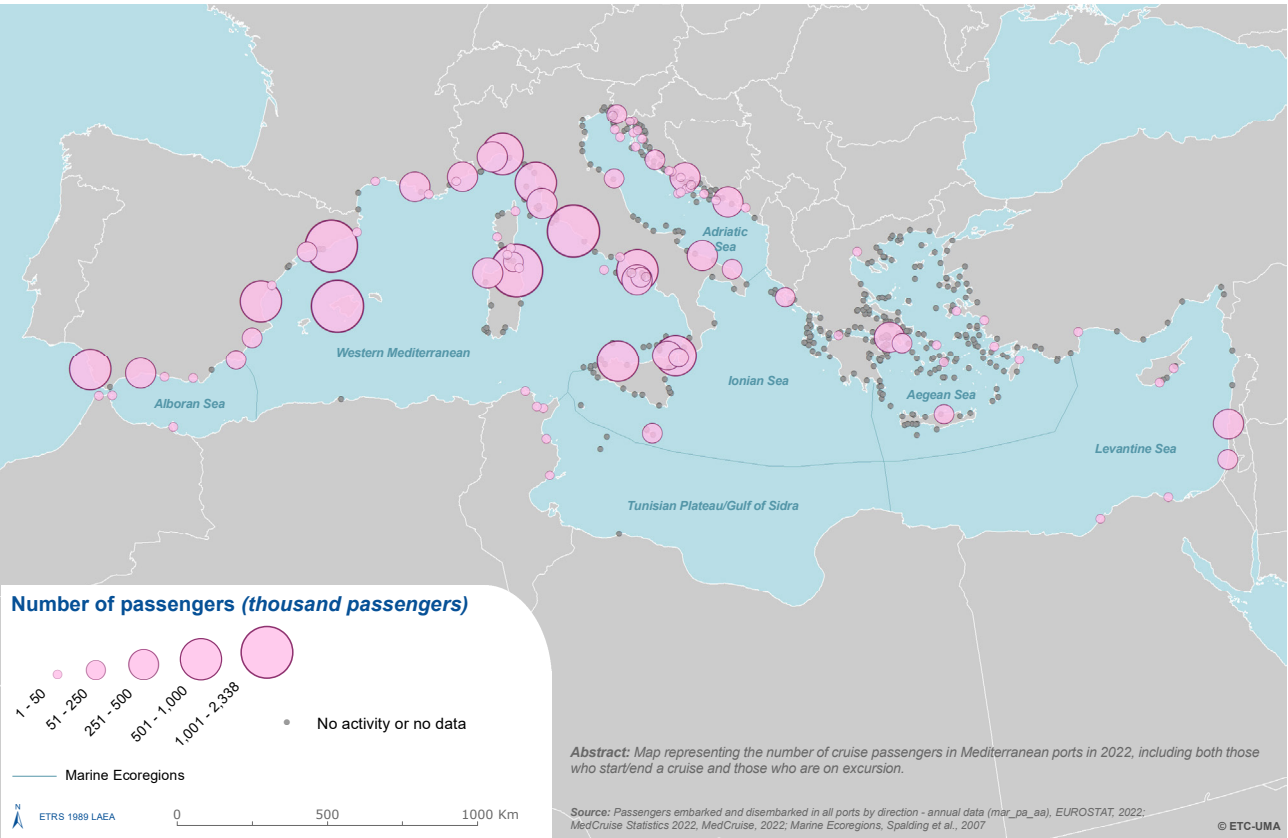 Adriatic
Sea
Western Mediterranean
Ionian Sea
Alboran Sea
Aegean Sea
Levantine Sea
Tunisian Plateau/Gulf of Sidra
Number of passengers (thousand passengers)
1 - 50
51 - 250
251 - 500
501 - 1,000
1,001 - 2,338
No activity or no data
Marine Ecoregions
N
ETRS 1989 LAEA
0 500 1000 Km
Abstract: Map representing the number of cruise passengers in Mediterranean ports in 2022, including both those
who start/end a cruise and those who are on excursion.
Source: Passengers embarked and disembarked in all ports by direction - annual data (mar_pa_aa), EUROSTAT, 2022;
MedCruise Statistics 2022, MedCruise, 2022; Marine Ecoregions, Spalding et al., 2007
© ETC-UMA